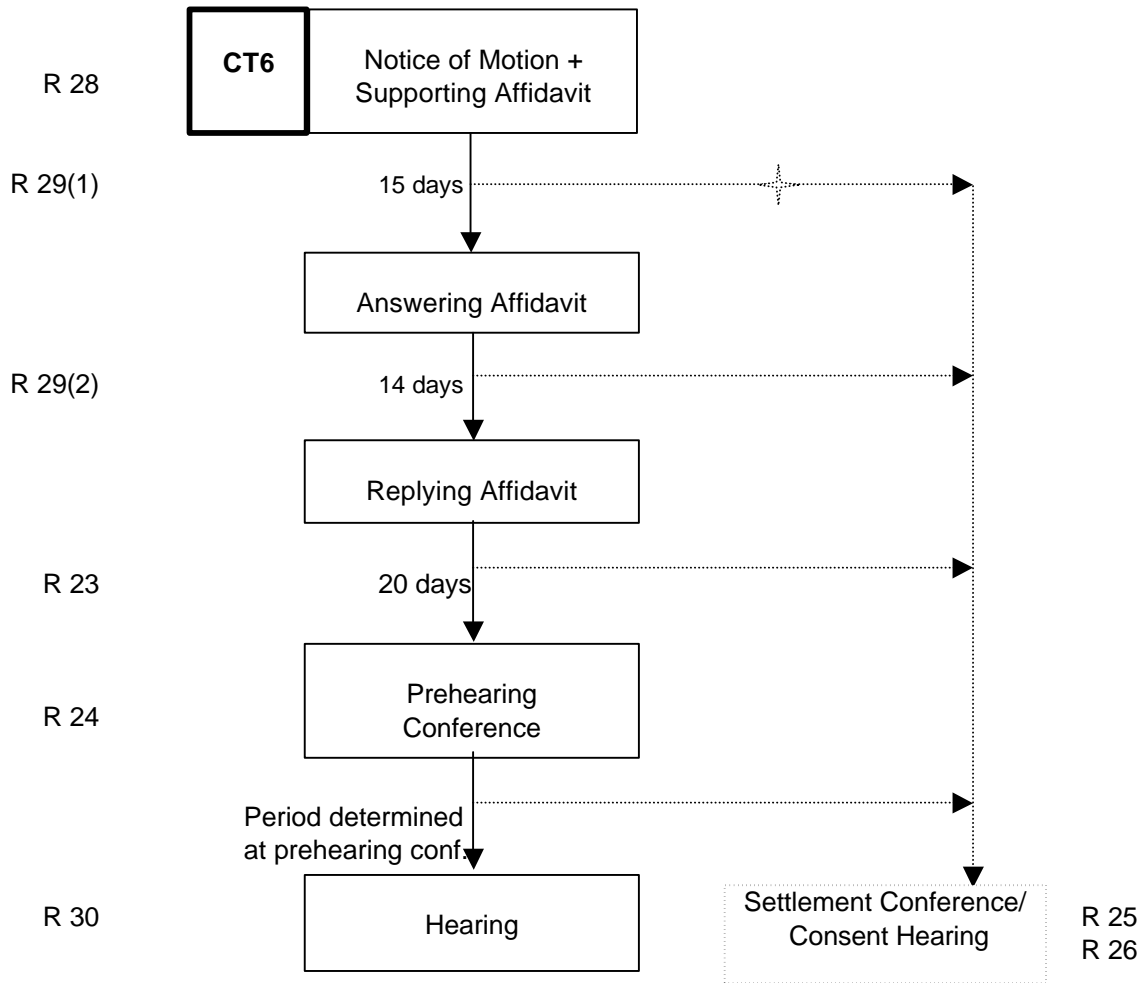 CT6
Notice of Motion +
Supporting Affidavit
R 28
R 29(1)
15 days
Answering Affidavit
R 29(2)
14 days
Replying Affidavit
R 23
20 days
Prehearing
Conference
R 24
Period determined
at prehearing conf.
R 30
Hearing
Settlement Conference/
Consent Hearing
R 25
R 26